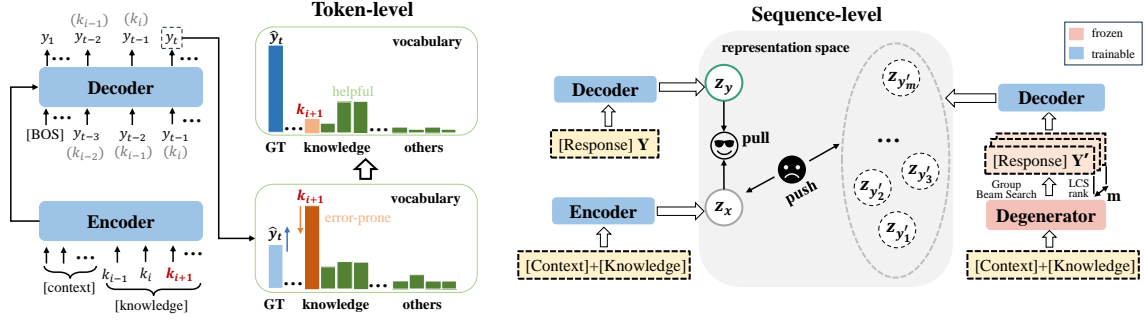 Token-level
(k_{i-1}) (k_i)
y_1 y_{t-2} y_{t-1} y_t
Decoder
[BOS] y_{t-3} y_{t-2} y_{t-1}
(k_{i-2}) (k_{i-1}) (k_i)
Encoder
k_{i-1} k_i k_{i+1}
[context]
[knowledge]
ŷ_t
vocabulary
helpful
k_{i+1}
GT knowledge others
vocabulary
k_{i+1}
error-prone
ŷ_t
GT knowledge others
Sequence-level
representation space
frozen
trainable
Decoder
[Response] Y
Encoder
[Context]+[Knowledge]
z_y
pull
z_x
push
z_{y'_m}
...
z_{y'_3}
z_{y'_2}
z_{y'_1}
Decoder
[Response] Y′
Group
Beam Search
LCS
rank
m
Degenerator
[Context]+[Knowledge]